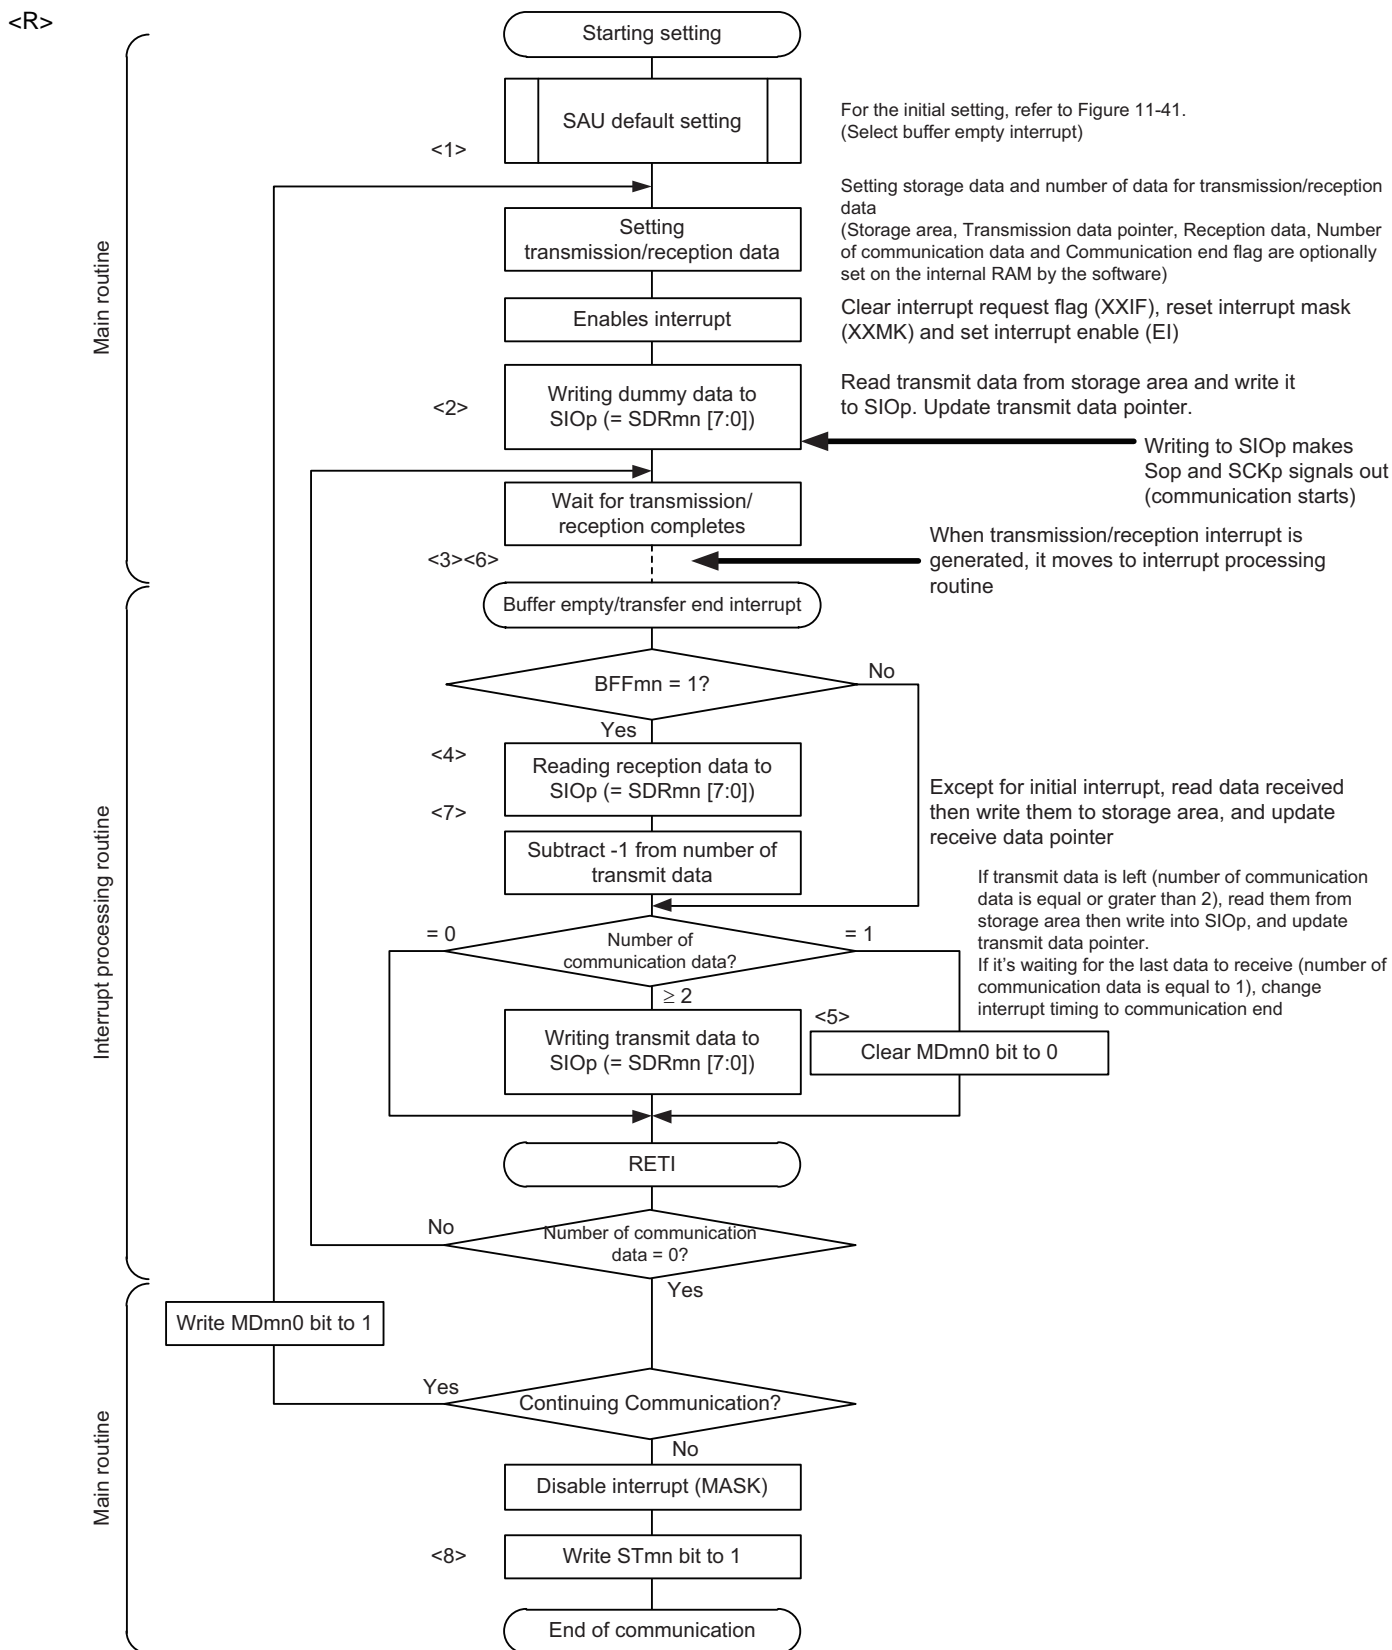 <R>
Starting setting
SAU default setting
For the initial setting, refer to Figure 11-41.
(Select buffer empty interrupt)
<1>
Setting storage data and number of data for transmission/reception
data
(Storage area, Transmission data pointer, Reception data, Number
of communication data and Communication end flag are optionally
set on the internal RAM by the software)
Setting
transmission/reception data
Main routine
Enables interrupt
Clear interrupt request flag (XXIF), reset interrupt mask
(XXMK) and set interrupt enable (EI)
<2>
Writing dummy data to
SIOp (= SDRmn [7:0])
Read transmit data from storage area and write it
to SIOp. Update transmit data pointer.
Writing to SIOp makes
Sop and SCKp signals out
(communication starts)
Wait for transmission/
reception completes
<3><6>
When transmission/reception interrupt is
generated, it moves to interrupt processing
routine
Buffer empty/transfer end interrupt
BFFmn = 1?
No
Yes
<4>
Reading reception data to
SIOp (= SDRmn [7:0])
<7>
Except for initial interrupt, read data received
then write them to storage area, and update
receive data pointer
Subtract -1 from number of
transmit data
Interrupt processing routine
If transmit data is left (number of communication
data is equal or grater than 2), read them from
storage area then write into SIOp, and update
transmit data pointer.
If it's waiting for the last data to receive (number of
communication data is equal to 1), change
interrupt timing to communication end
= 0
Number of
communication data?
= 1
≥ 2
<5>
Writing transmit data to
SIOp (= SDRmn [7:0])
Clear MDmn0 bit to 0
RETI
No
Number of communication
data = 0?
Yes
Write MDmn0 bit to 1
Yes
Continuing Communication?
No
Main routine
Disable interrupt (MASK)
<8>
Write STmn bit to 1
End of communication